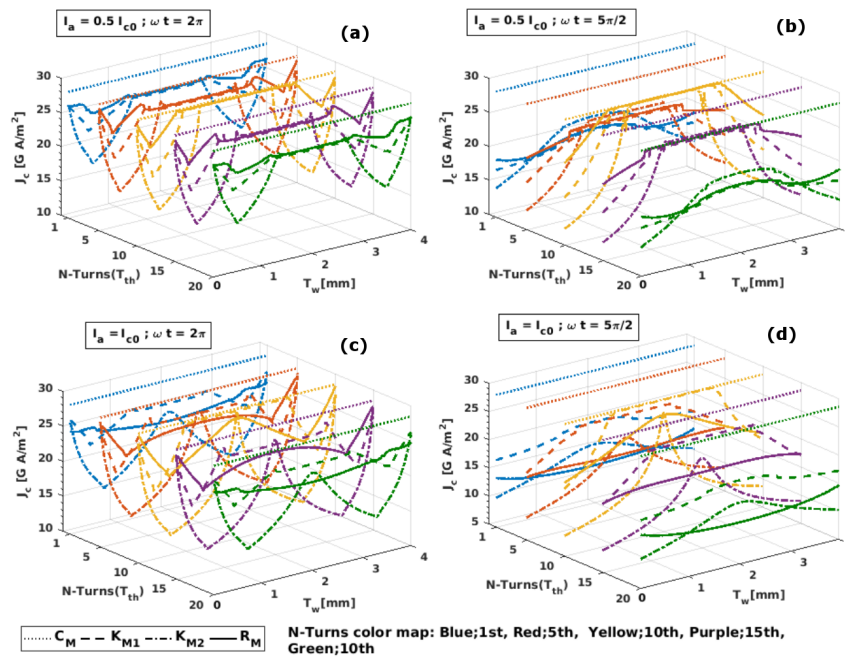 I_a = 0.5 I_c0 ; ω t = 2π
(a)
J_c [G A/m^2]
30
25
20
15
10
1
5
10
15
20
N-Turns(T_th)
0
1
2
3
4
T_w[mm]
I_a = 0.5 I_c0 ; ω t = 5π/2
(b)
J_c [G A/m^2]
30
25
20
15
10
1
5
10
15
20
N-Turns(T_th)
0
1
2
3
T_w[mm]
I_a = I_c0 ; ω t = 2π
(c)
J_c [G A/m^2]
30
25
20
15
10
1
5
10
15
20
N-Turns(T_th)
0
1
2
3
4
T_w[mm]
I_a = I_c0 ; ω t = 5π/2
(d)
J_c [G A/m^2]
30
25
20
15
10
5
1
5
10
15
20
N-Turns(T_th)
0
1
2
3
T_w[mm]
C_M K_M1 K_M2 R_M
N-Turns color map: Blue;1st, Red;5th, Yellow;10th, Purple;15th,
Green;10th